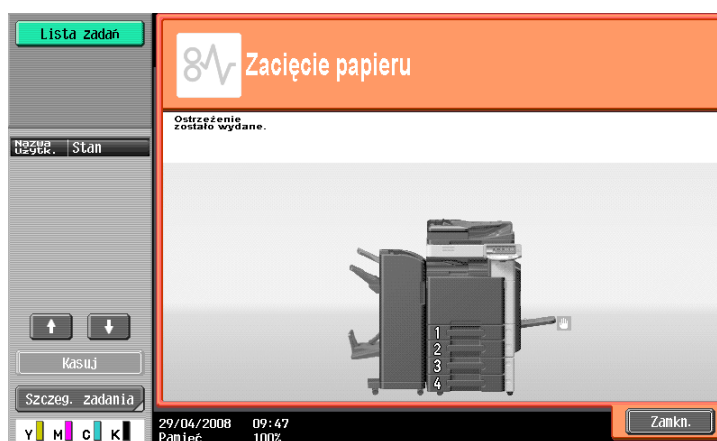 Lista zadań
Zacięcie papieru
Ostrzeżenie
zostało wydane.
Nazwa
użytk.
Stan
1
2
3
4
Kasuj
Szczeg. zadania
Y M C K
29/04/2008 09:47
Pamięć 100%
Zamkn.